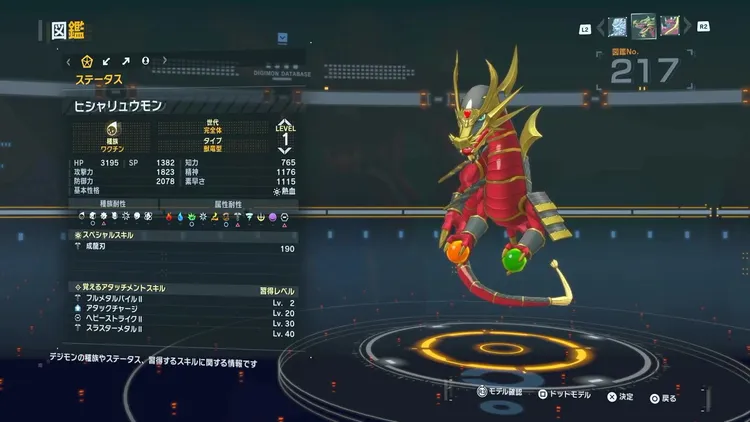 図鑑
L2
R2
図鑑No.
217
ステータス
DIGIMON DATABASE
ヒシャリュウモン
種族
ワクチン
世代
完全体
タイプ
獣竜型
LEVEL
1
HP 3195 SP 1382 知力 765
攻撃力 1823 精神 1176
防御力 2078 素早さ 1115
基本性格 熱血
種族耐性 属性耐性
スペシャルスキル
成龍刃 190
覚えるアタッチメントスキル 習得レベル
フルメタルパイルⅡ Lv. 2
アタックチャージ Lv. 20
ヘビーストライクⅡ Lv. 30
スラスターメタルⅡ Lv. 40
デジモンの種族やステータス、習得するスキルに関する情報です
R3 モデル確認 ドットモデル 決定 戻る